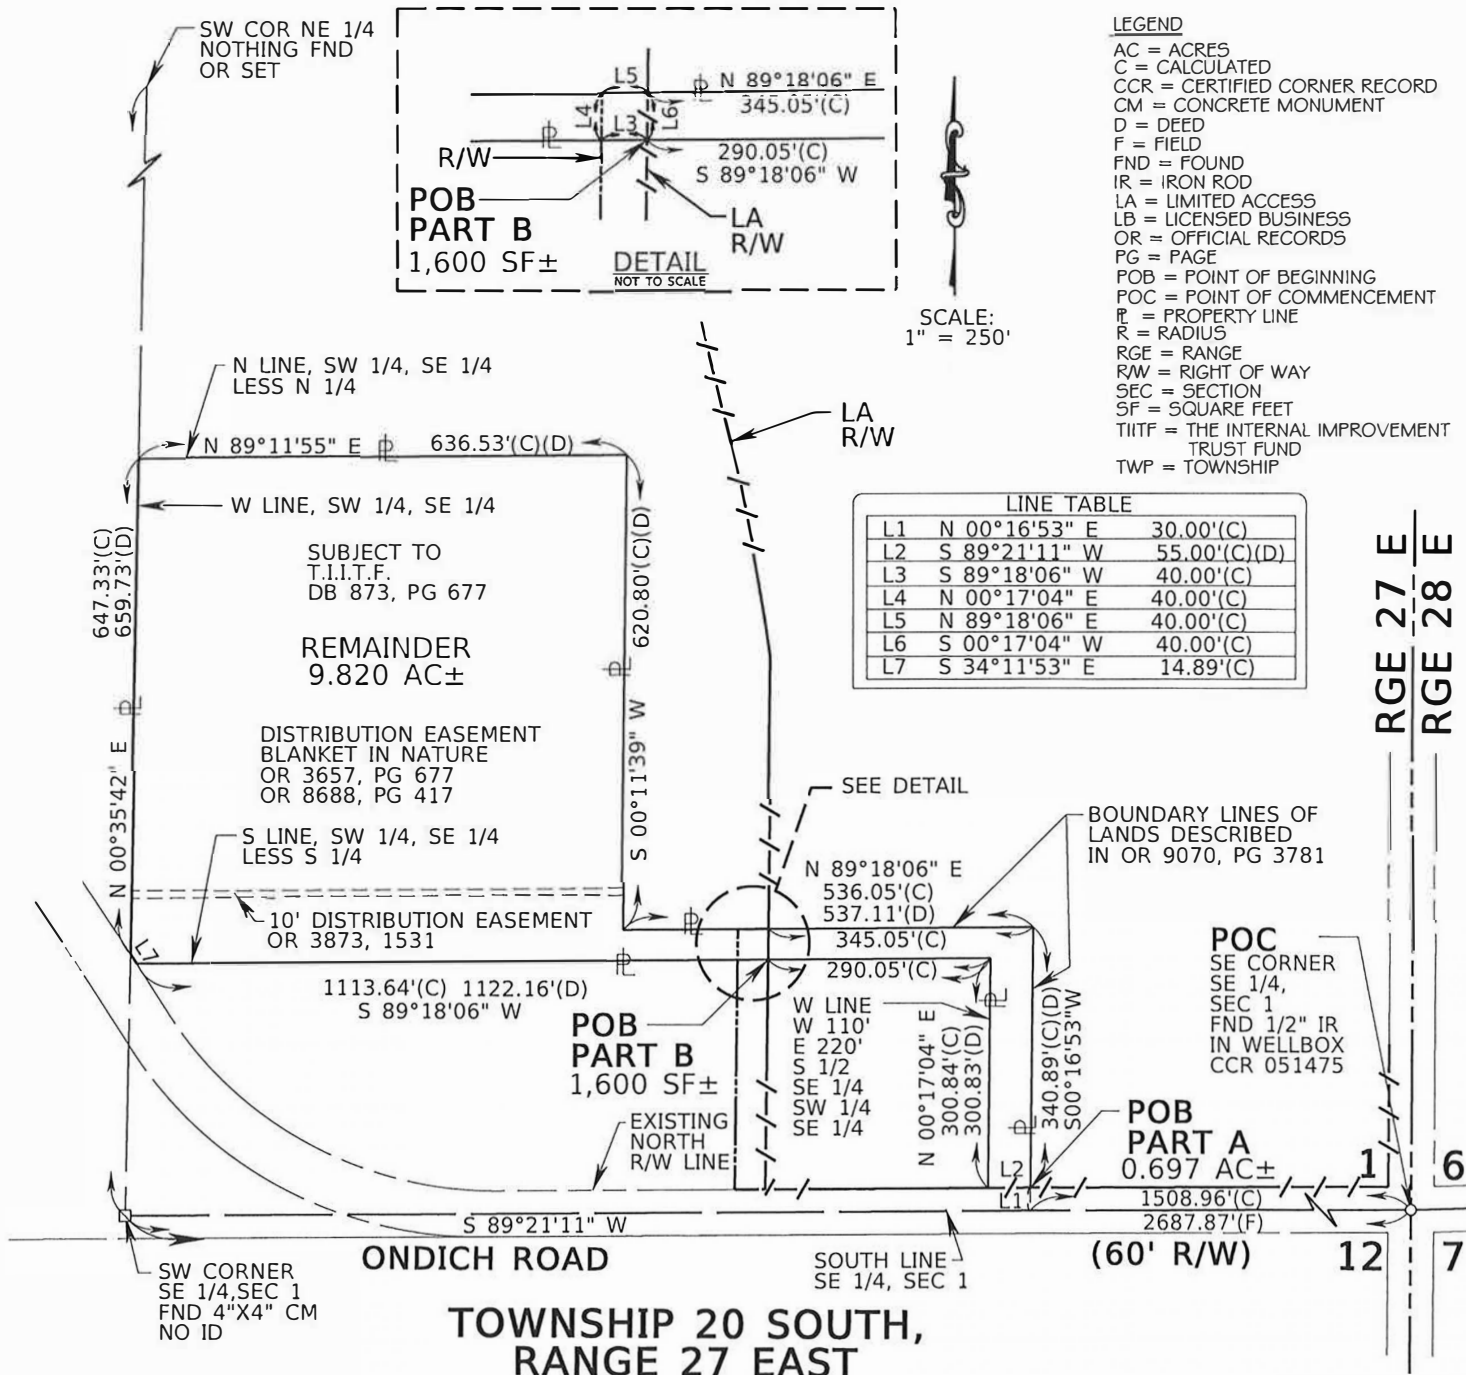 SW COR NE 1/4
NOTHING FND
OR SET
L5
N 89°18'06" E
345.05'(C)
L4
L3
L6
PL
PL
R/W
290.05'(C)
S 89°18'06" W
POB
PART B
1,600 SF±
LA
R/W
DETAIL
NOT TO SCALE
SCALE:
1" = 250'
LEGEND
AC = ACRES
C = CALCULATED
CCR = CERTIFIED CORNER RECORD
CM = CONCRETE MONUMENT
D = DEED
F = FIELD
FND = FOUND
IR = IRON ROD
LA = LIMITED ACCESS
LB = LICENSED BUSINESS
OR = OFFICIAL RECORDS
PG = PAGE
POB = POINT OF BEGINNING
POC = POINT OF COMMENCEMENT
PL = PROPERTY LINE
R = RADIUS
RGE = RANGE
R/W = RIGHT OF WAY
SEC = SECTION
SF = SQUARE FEET
TIITF = THE INTERNAL IMPROVEMENT
TRUST FUND
TWP = TOWNSHIP
N LINE, SW 1/4, SE 1/4
LESS N 1/4
N 89°11'55" E PL 636.53'(C)(D)
LA
R/W
W LINE, SW 1/4, SE 1/4
647.33'(C)
659.73'(D)
N 00°35'42" E
PL
SUBJECT TO
T.I.I.T.F.
DB 873, PG 677
REMAINDER
9.820 AC±
DISTRIBUTION EASEMENT
BLANKET IN NATURE
OR 3657, PG 677
OR 8688, PG 417
620.80'(C)(D)
PL
S 00°11'39" W
LINE TABLE
L1 N 00°16'53" E 30.00'(C)
L2 S 89°21'11" W 55.00'(C)(D)
L3 S 89°18'06" W 40.00'(C)
L4 N 00°17'04" E 40.00'(C)
L5 N 89°18'06" E 40.00'(C)
L6 S 00°17'04" W 40.00'(C)
L7 S 34°11'53" E 14.89'(C)
RGE 27 E
RGE 28 E
SEE DETAIL
S LINE, SW 1/4, SE 1/4
LESS S 1/4
10' DISTRIBUTION EASEMENT
OR 3873, 1531
L7
BOUNDARY LINES OF
LANDS DESCRIBED
IN OR 9070, PG 3781
N 89°18'06" E
536.05'(C)
537.11'(D)
PL
345.05'(C)
290.05'(C)
PL
1113.64'(C) 1122.16'(D)
S 89°18'06" W
POB
PART B
1,600 SF±
W LINE
W 110'
E 220'
S 1/2
SE 1/4
SW 1/4
SE 1/4
N 00°17'04" E
300.84'(C)
300.83'(D)
PL
340.89'(C)(D)
S00°16'53"W
PL
POC
SE CORNER
SE 1/4,
SEC 1
FND 1/2" IR
IN WELLBOX
CCR 051475
EXISTING
NORTH
R/W LINE
POB
PART A
0.697 AC±
L2
L1
1508.96'(C)
2687.87'(F)
1
6
12
7
S 89°21'11" W
ONDICH ROAD
(60' R/W)
SOUTH LINE
SE 1/4, SEC 1
SW CORNER
SE 1/4,SEC 1
FND 4"X4" CM
NO ID
TOWNSHIP 20 SOUTH,
RANGE 27 EAST